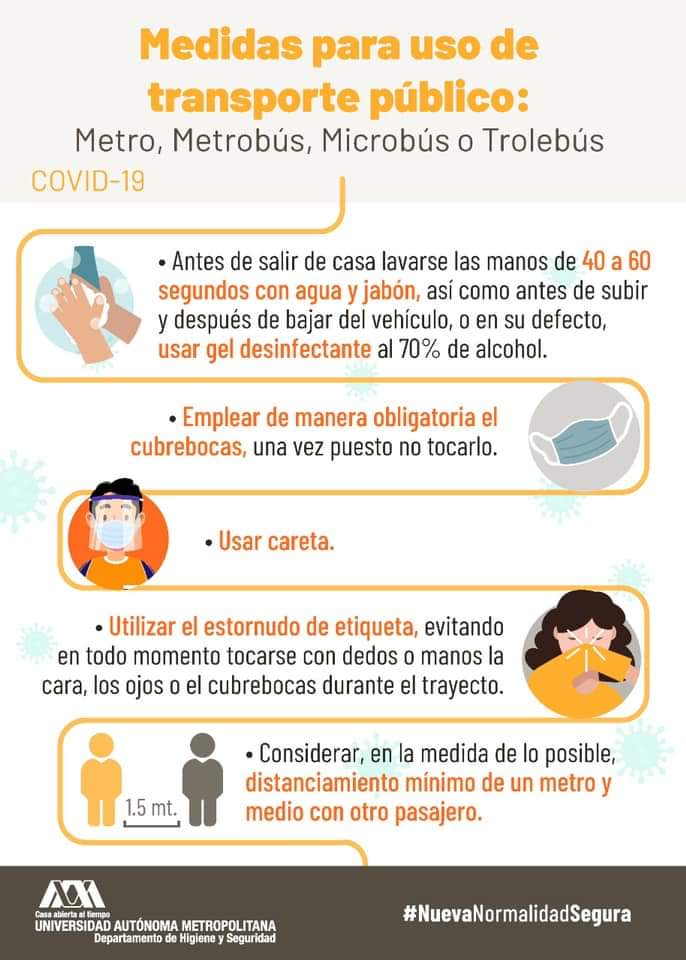 Medidas para uso de
transporte público:
Metro, Metrobús, Microbús o Trolebús
COVID-19
• Antes de salir de casa lavarse las manos de 40 a 60
segundos con agua y jabón, así como antes de subir
y después de bajar del vehículo, o en su defecto,
usar gel desinfectante al 70% de alcohol.
• Emplear de manera obligatoria el
cubrebocas, una vez puesto no tocarlo.
• Usar careta.
• Utilizar el estornudo de etiqueta, evitando
en todo momento tocarse con dedos o manos la
cara, los ojos o el cubrebocas durante el trayecto.
• Considerar, en la medida de lo posible,
distanciamiento mínimo de un metro y
medio con otro pasajero.
1.5 mt.
Casa abierta al tiempo
UNIVERSIDAD AUTÓNOMA METROPOLITANA
Departamento de Higiene y Seguridad
#NuevaNormalidadSegura